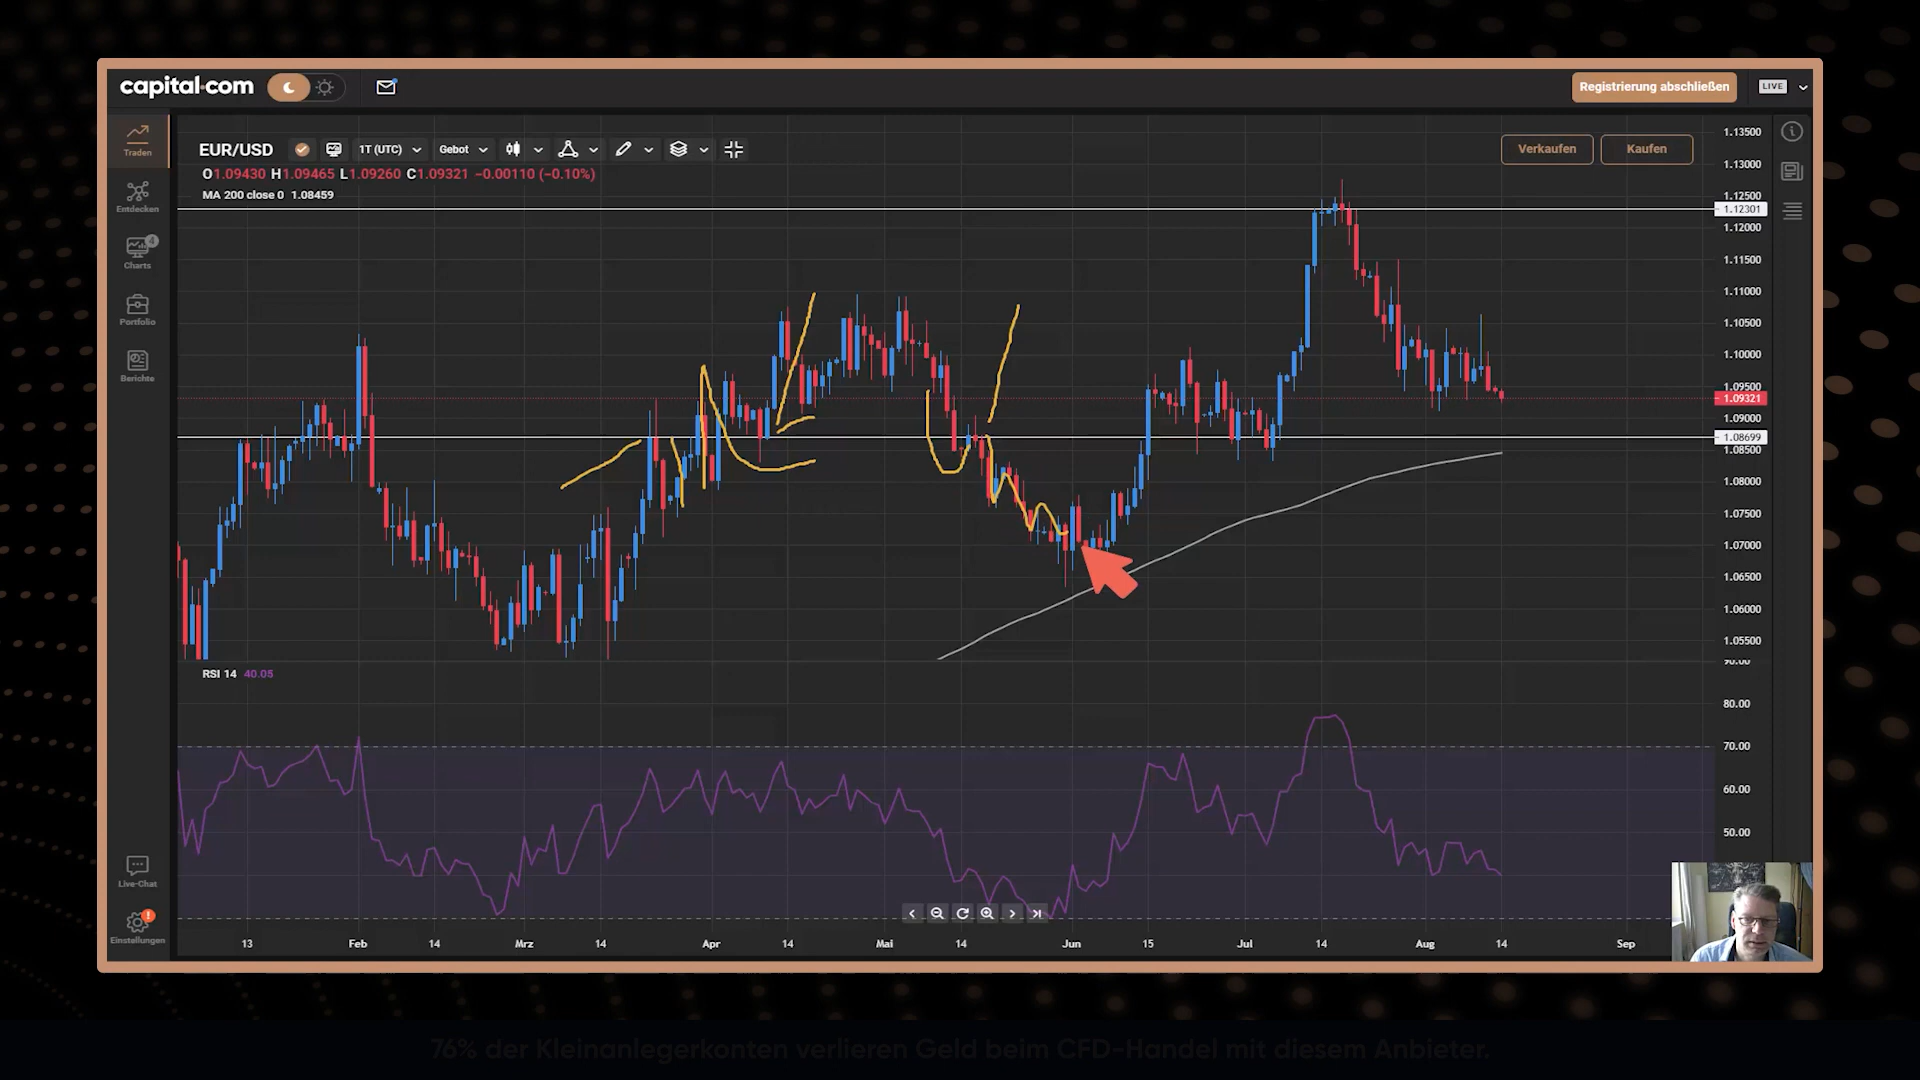 capital.com
Registrierung abschließen
LIVE
Traden
EUR/USD
1T (UTC)
Gebot
Verkaufen
Kaufen
O1.09430 H1.09465 L1.09260 C1.09321 −0.00110 (−0.10%)
MA 200 close 0 1.08459
Entdecken
4
Charts
Portfolio
Berichte
1.13500
1.13000
1.12500
1.12301
1.12000
1.11500
1.11000
1.10500
1.10000
1.09500
1.09321
1.09000
1.08699
1.08500
1.08000
1.07500
1.07000
1.06500
1.06000
1.05500
90.00
RSI 14 40.05
80.00
70.00
60.00
50.00
Live-Chat
!
Einstellungen
13 Feb 14 Mrz 14 Apr 14 Mai 14 Jun 15 Jul 14 Aug 14 Sep
76% der Kleinanlegerkonten verlieren Geld beim CFD-Handel mit diesem Anbieter.